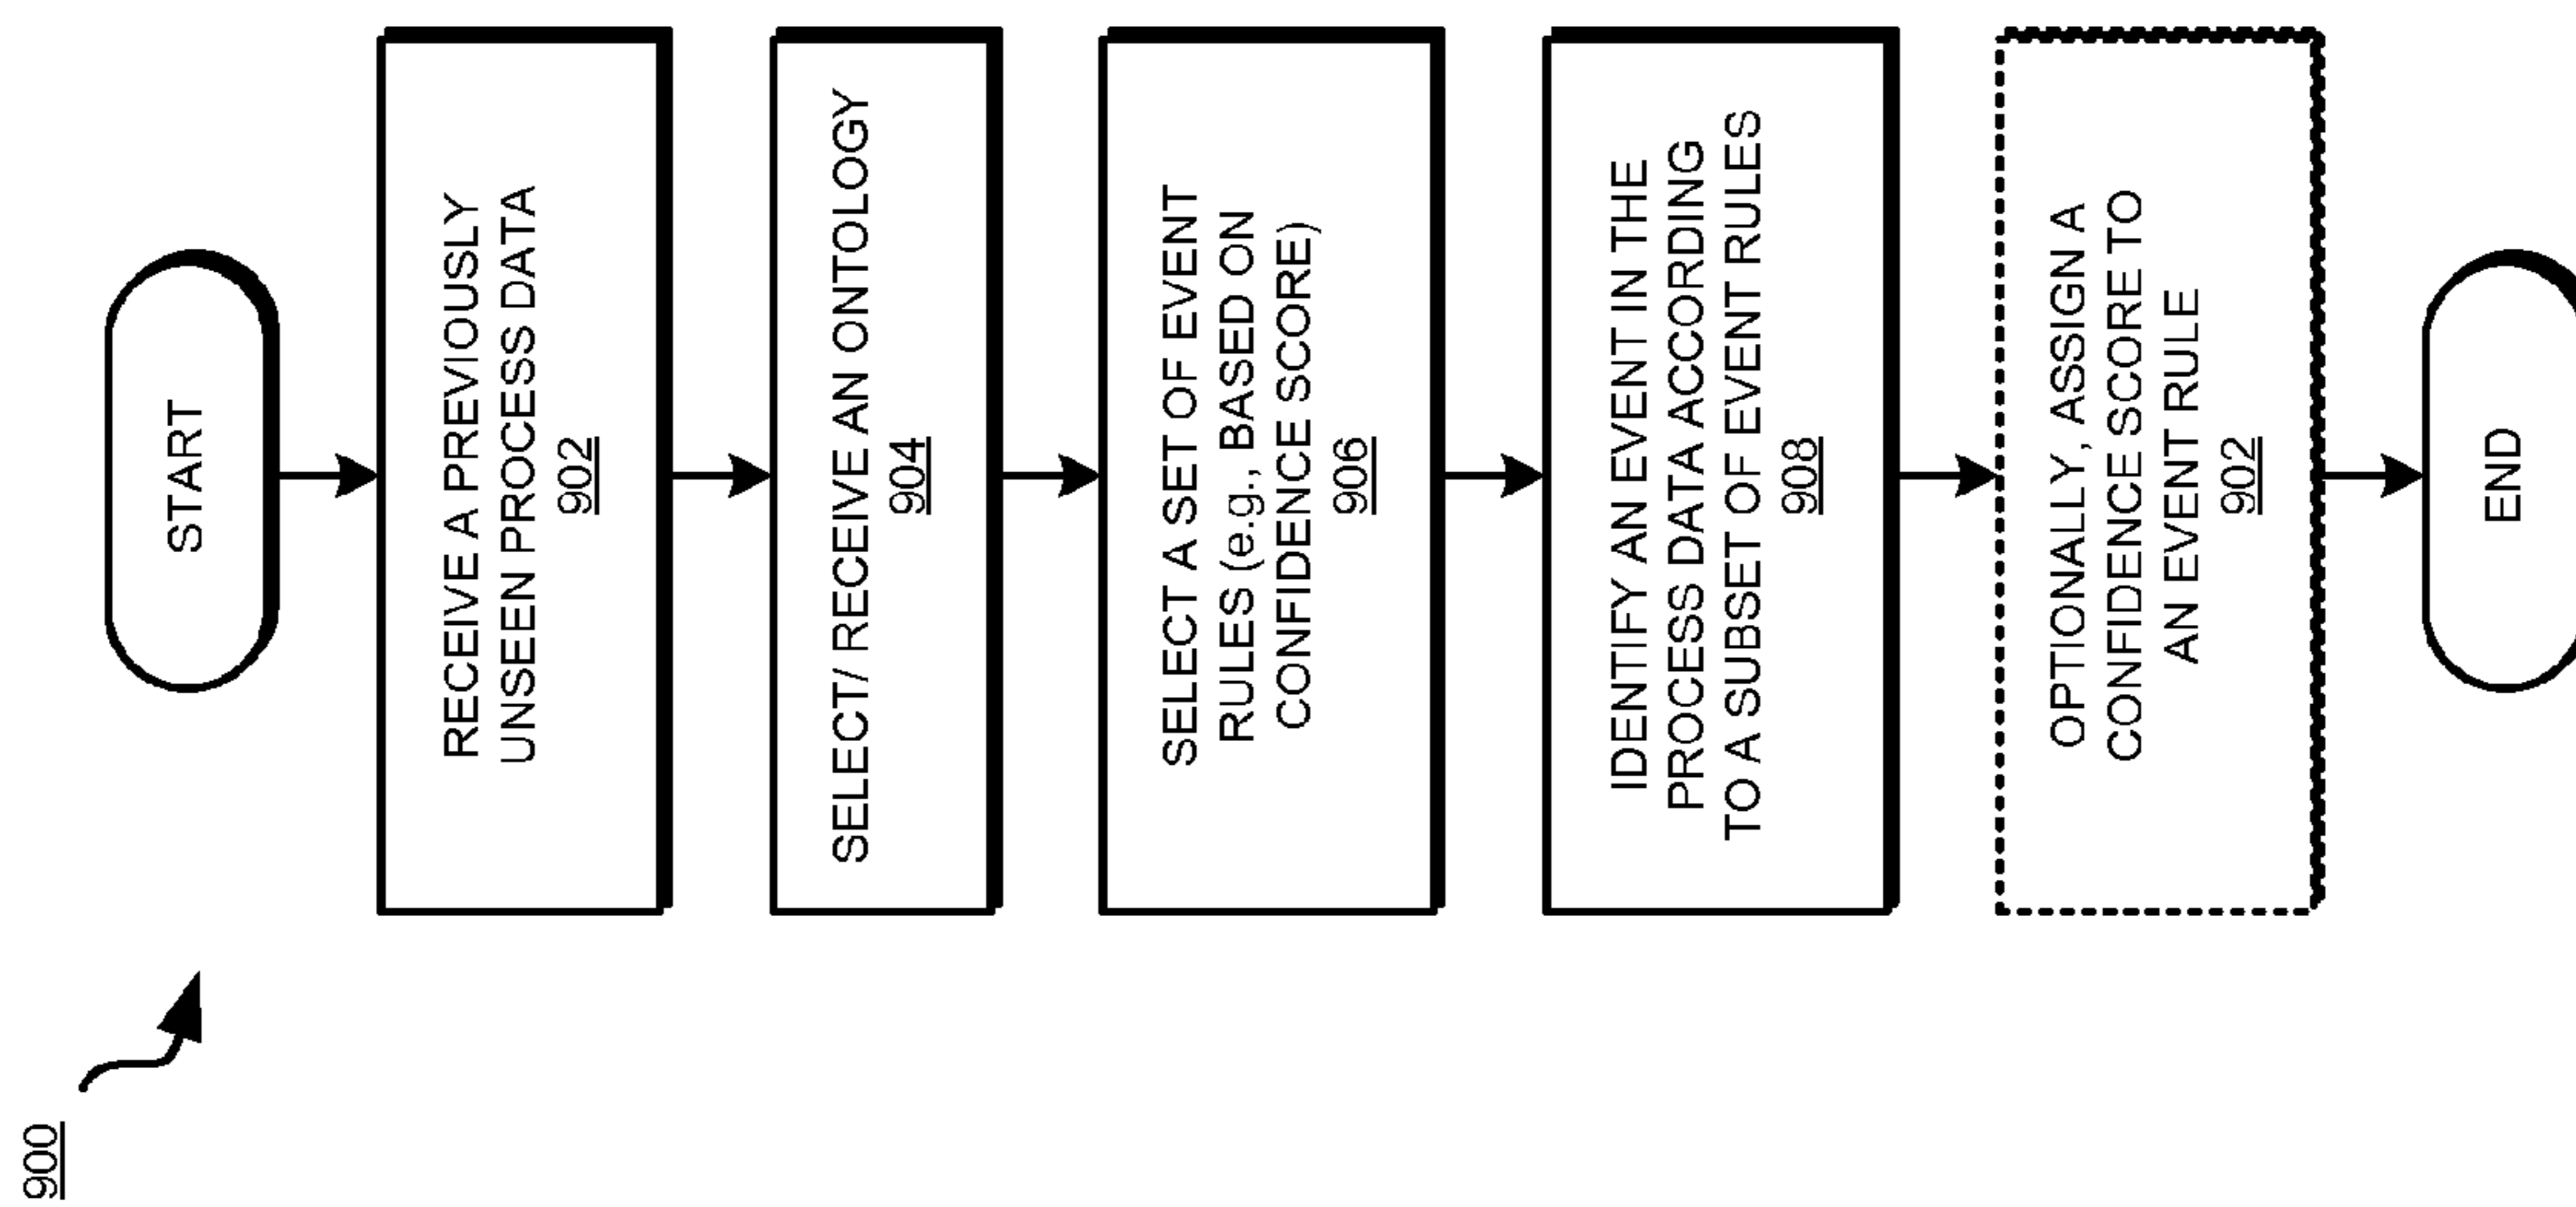 900
START
RECEIVE A PREVIOUSLY
UNSEEN PROCESS DATA
902
SELECT/ RECEIVE AN ONTOLOGY
904
SELECT A SET OF EVENT
RULES (e.g., BASED ON
CONFIDENCE SCORE)
906
IDENTIFY AN EVENT IN THE
PROCESS DATA ACCORDING
TO A SUBSET OF EVENT RULES
908
OPTIONALLY, ASSIGN A
CONFIDENCE SCORE TO
AN EVENT RULE
902
END